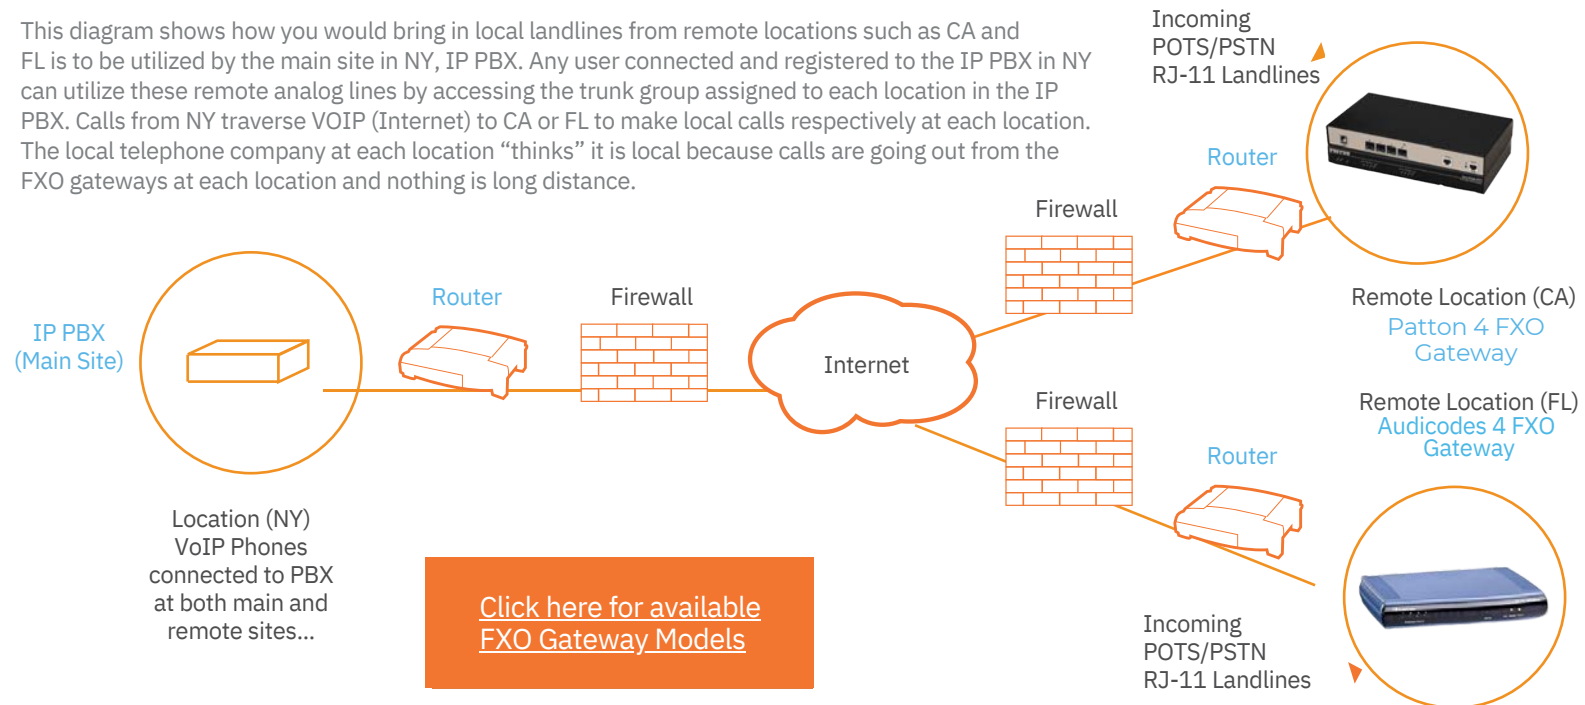 This diagram shows how you would bring in local landlines from remote locations such as CA and
FL is to be utilized by the main site in NY, IP PBX. Any user connected and registered to the IP PBX in NY
can utilize these remote analog lines by accessing the trunk group assigned to each location in the IP
PBX. Calls from NY traverse VOIP (Internet) to CA or FL to make local calls respectively at each location.
The local telephone company at each location “thinks” it is local because calls are going out from the
FXO gateways at each location and nothing is long distance.
Incoming
POTS/PSTN
RJ-11 Landlines
Router
Firewall
Remote Location (CA)
Patton 4 FXO
Gateway
IP PBX
(Main Site)
Router
Firewall
Internet
Firewall
Router
Remote Location (FL)
Audicodes 4 FXO
Gateway
Location (NY)
VoIP Phones
connected to PBX
at both main and
remote sites...
Click here for available
FXO Gateway Models
Incoming
POTS/PSTN
RJ-11 Landlines